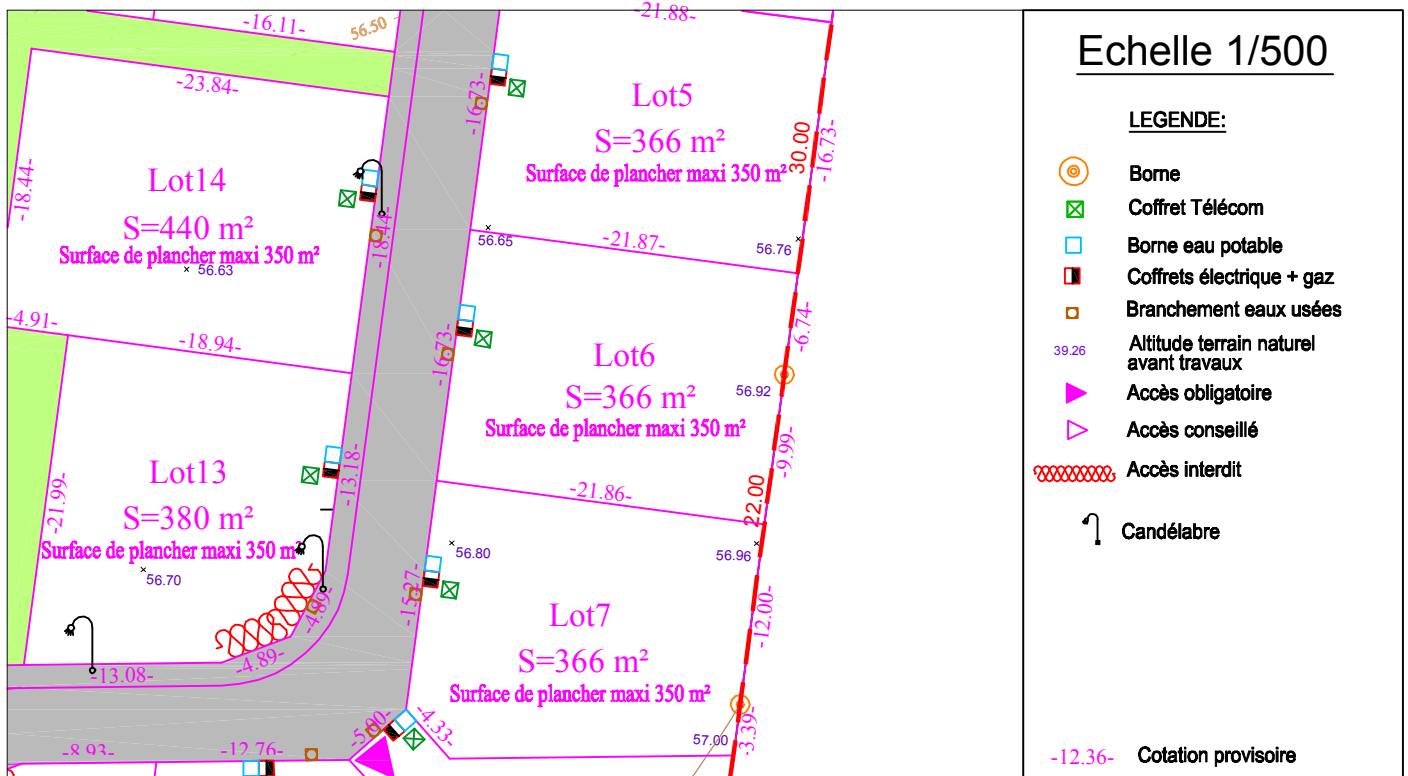 -16.11-
56.50
-21.88-
-23.84-
-16.73-
Lot5
S=366 m²
Surface de plancher maxi 350 m²
30.00
-16.73-
-18.44-
Lot14
S=440 m²
Surface de plancher maxi 350 m²
56.63
-18.44-
56.65
-21.87-
56.76
-4.91-
-18.94-
-16.73-
Lot6
S=366 m²
Surface de plancher maxi 350 m²
-6.74-
56.92
-9.99-
22.00
-21.99-
Lot13
S=380 m²
Surface de plancher maxi 350 m²
56.70
-13.18-
-21.86-
56.80
56.96
-15.27-
Lot7
S=366 m²
Surface de plancher maxi 350 m²
-12.00-
-4.89-
-4.89-
-13.08-
-5.00-
-4.33-
57.00
-3.39-
-8.93-
-12.76-
Echelle 1/500
LEGENDE:
Borne
Coffret Télécom
Borne eau potable
Coffrets électrique + gaz
Branchement eaux usées
39.26
Altitude terrain naturel
avant travaux
Accès obligatoire
Accès conseillé
Accès interdit
Candélabre
-12.36- Cotation provisoire